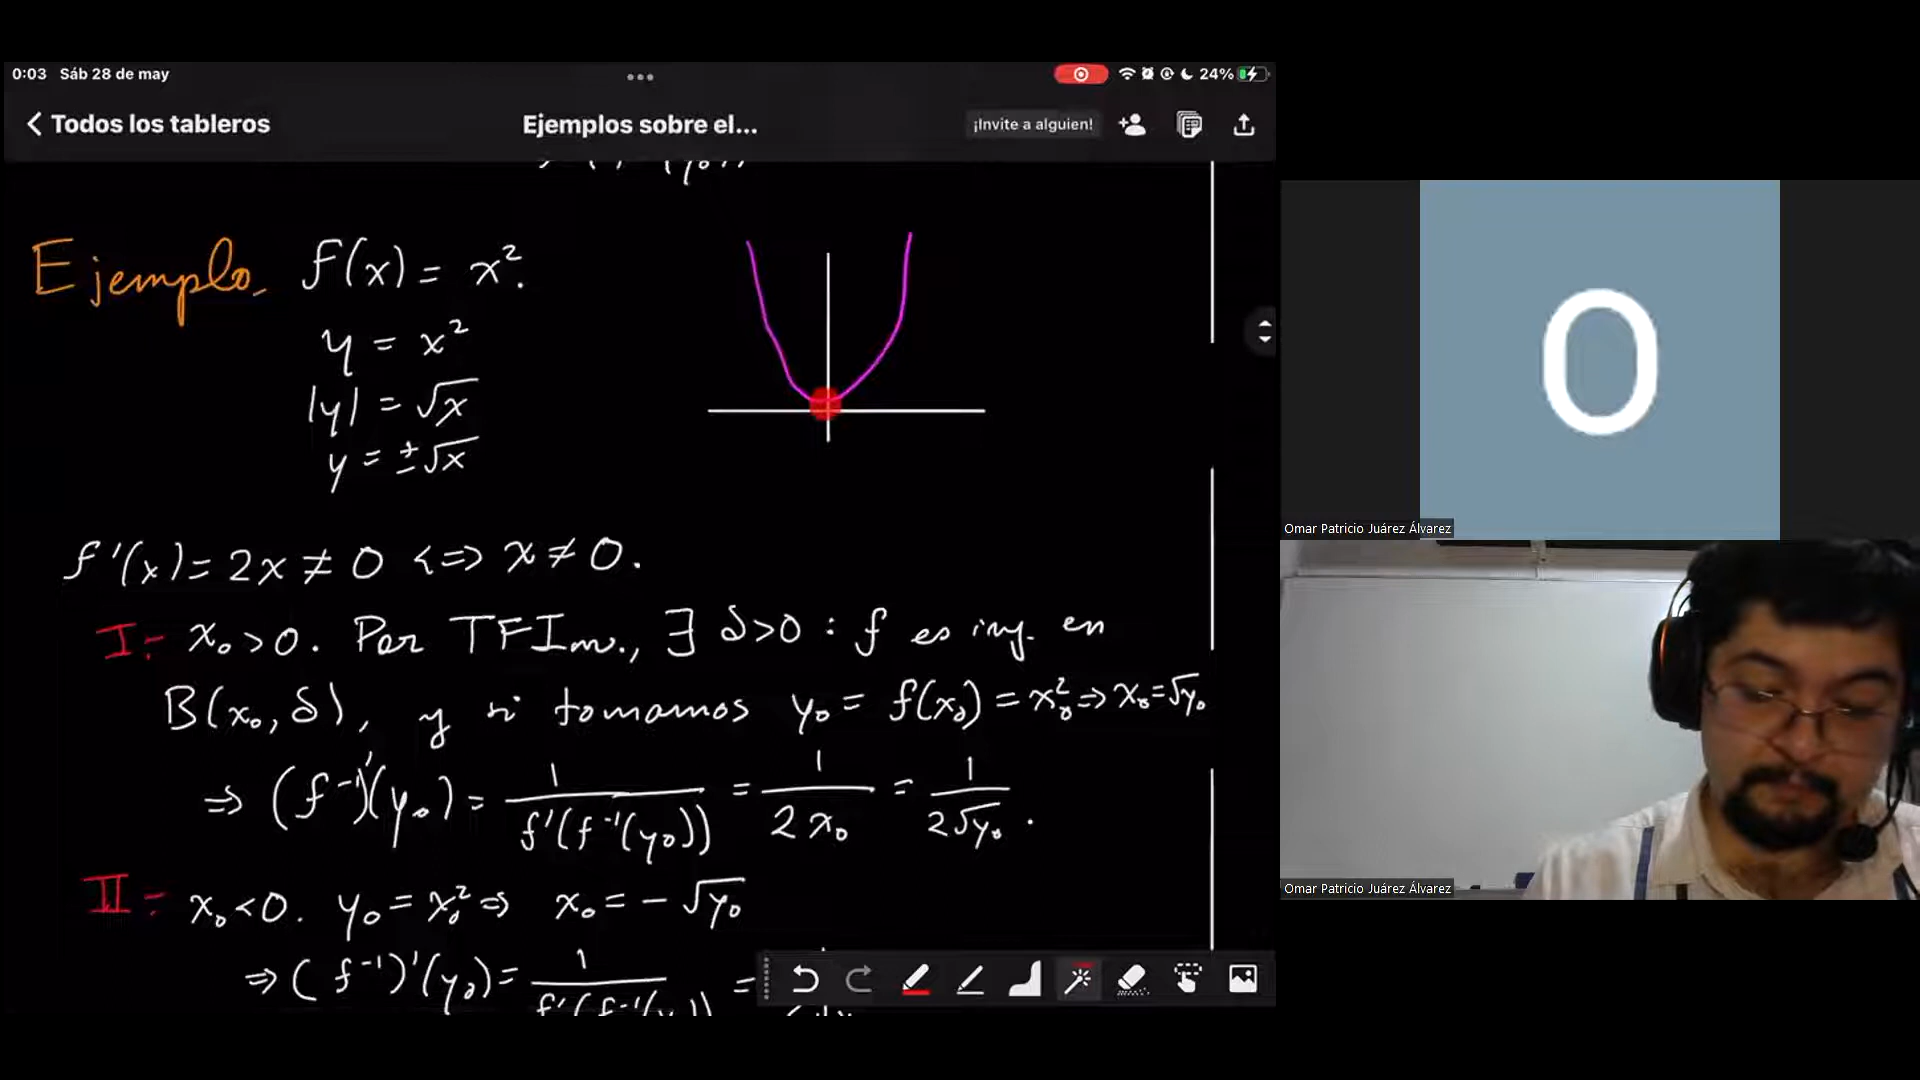 0:03 Sáb 28 de may
24%
Todos los tableros
Ejemplos sobre el...
¡Invite a alguien!
Ejemplo. f(x) = x².
y = x²
|y| = √x
y = ±√x
f'(x) = 2x ≠ 0 <=> x ≠ 0.
I.- x₀ > 0. Por TFInv., ∃ δ>0 : f es iny. en
B(x₀, δ), y si tomamos y₀ = f(x₀) = x₀² => x₀ = √y₀
=> (f⁻¹)'(y₀) = 1/f'(f⁻¹(y₀)) = 1/2x₀ = 1/2√y₀ .
II.- x₀ < 0. y₀ = x₀² => x₀ = - √y₀
=> (f⁻¹)'(y₀) = 1/f'(f⁻¹(y₀)) =
O
Omar Patricio Juárez Álvarez
Omar Patricio Juárez Álvarez